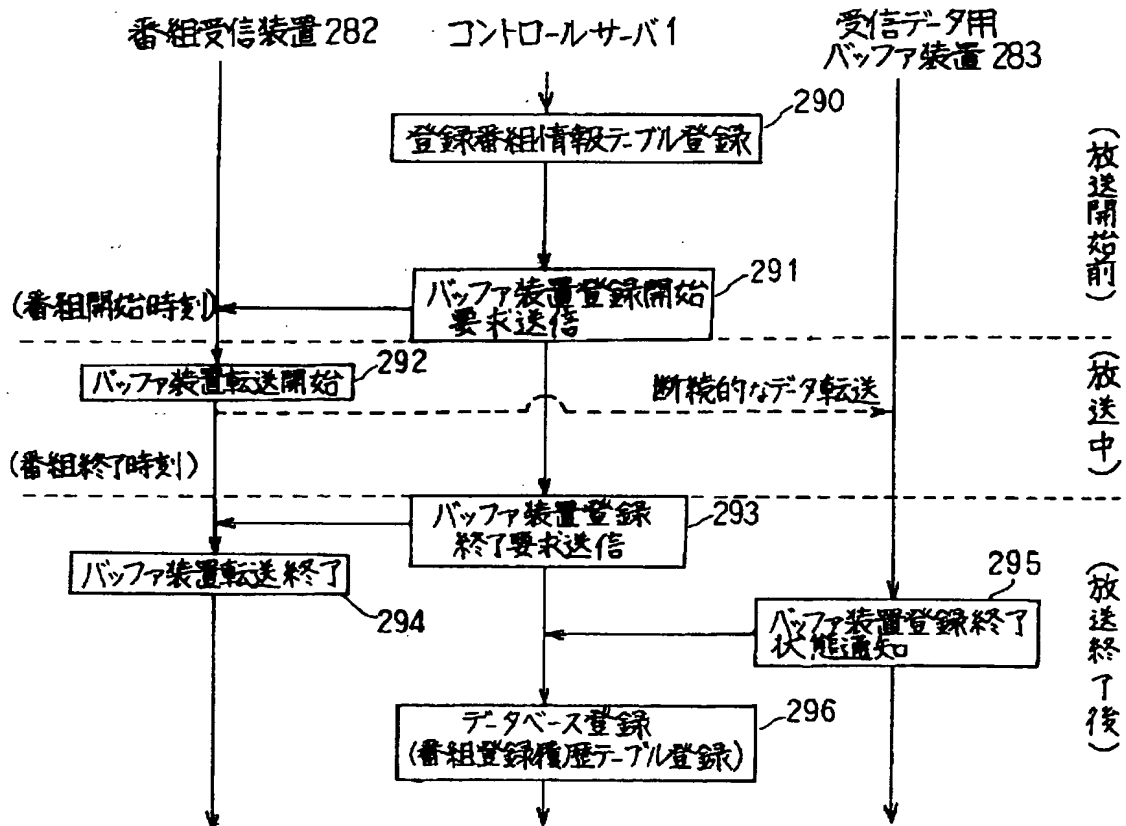 番組受信装置282
コントロールサーバ1
受信データ用
バッファ装置283
290
登録番組情報テーブル登録
(放送開始前)
291
バッファ装置登録開始
要求送信
(番組開始時刻)
292
バッファ装置転送開始
断続的なデータ転送
(放送中)
(番組終了時刻)
293
バッファ装置登録
終了要求送信
バッファ装置転送終了
294
295
バッファ装置登録終了
状態通知
(放送終了後)
296
データベース登録
(番組登録履歴テーブル登録)